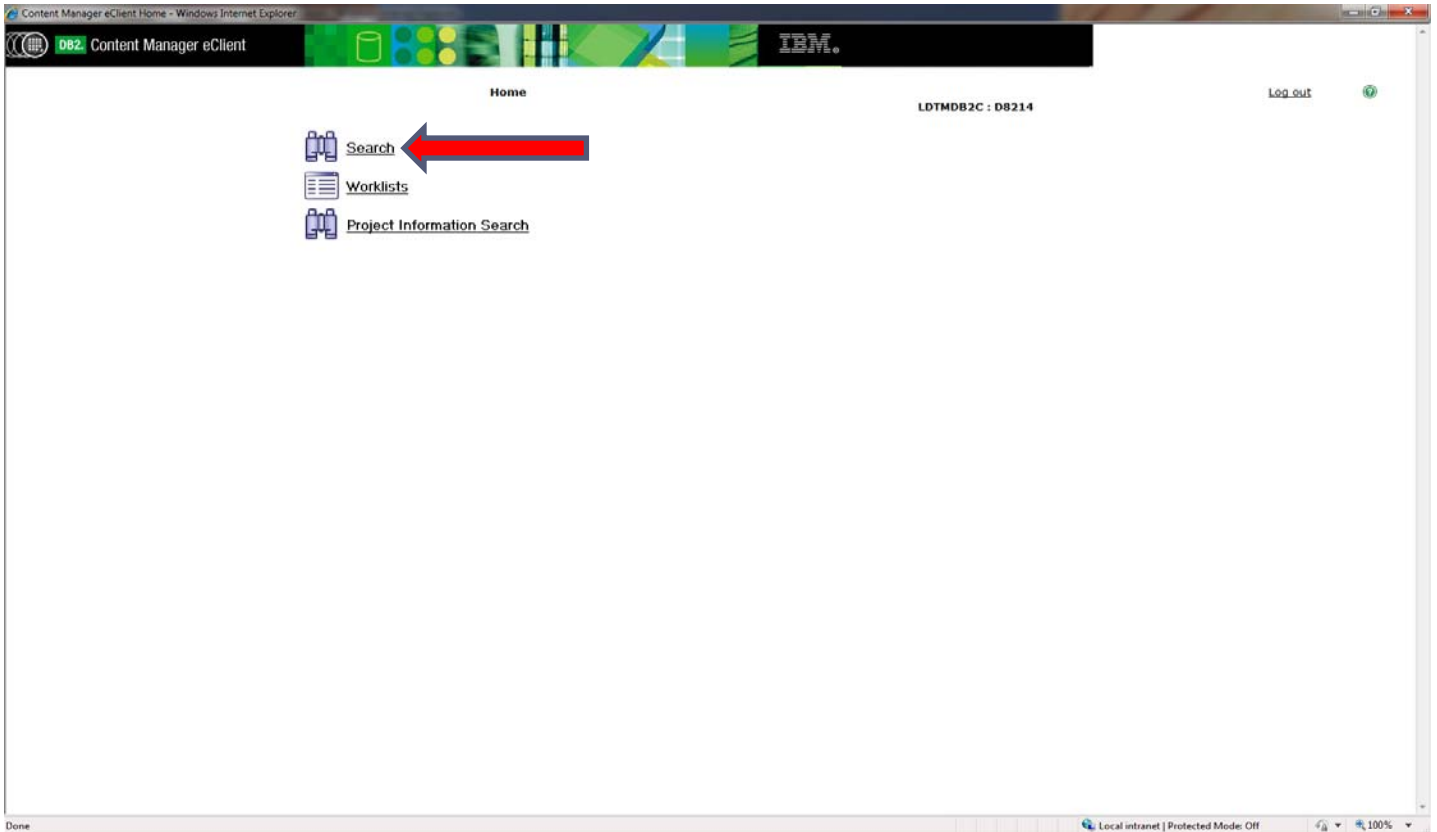 Content Manager eClient Home - Windows Internet Explorer
DB2. Content Manager eClient
IBM.
Home
Log out
LDTMDB2C : D8214
Search
Worklists
Project Information Search
Done
Local intranet | Protected Mode: Off
100%